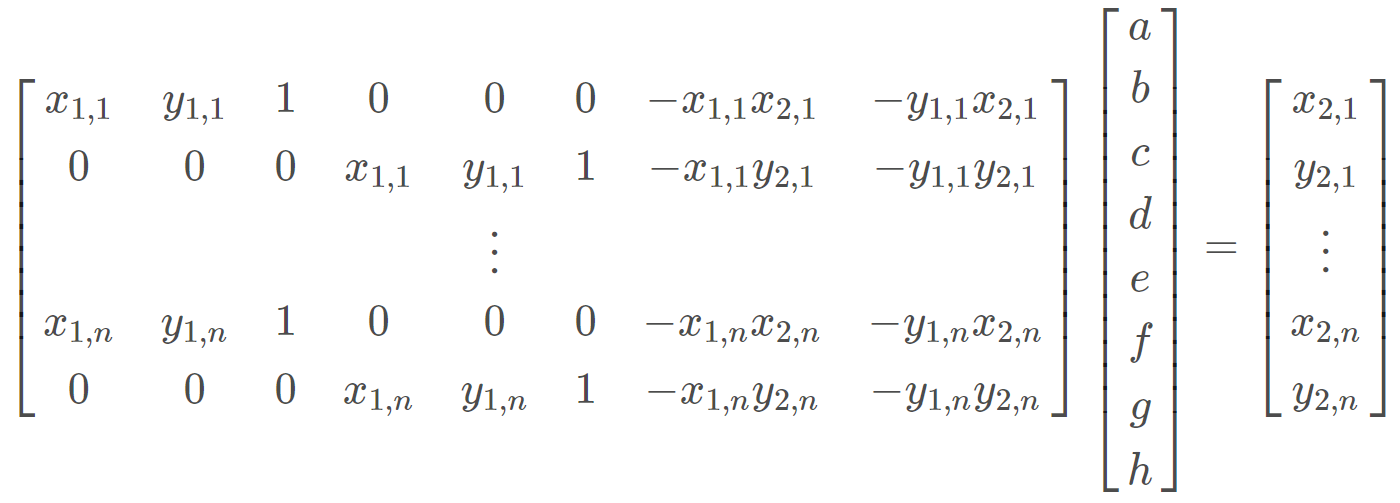 x_{1,1} y_{1,1} 1 0 0 0 −x_{1,1}x_{2,1} −y_{1,1}x_{2,1}
0 0 0 x_{1,1} y_{1,1} 1 −x_{1,1}y_{2,1} −y_{1,1}y_{2,1}
⋮
x_{1,n} y_{1,n} 1 0 0 0 −x_{1,n}x_{2,n} −y_{1,n}x_{2,n}
0 0 0 x_{1,n} y_{1,n} 1 −x_{1,n}y_{2,n} −y_{1,n}y_{2,n}
a
b
c
d
e
f
g
h
=
x_{2,1}
y_{2,1}
⋮
x_{2,n}
y_{2,n}